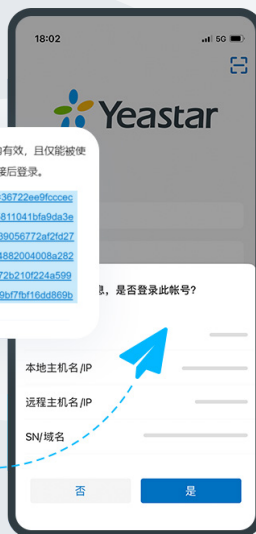 18:02
5G
Yeastar
有效，且仅能被使
接后登录。
36722ee9fcccec
811041bfa9da3e
39056772af2fd27
4882004008a282
72b210f224a599
9bf7fbf16dd869b
息，是否登录此帐号?
本地主机名/IP
远程主机名/IP
SN/域名
否
是